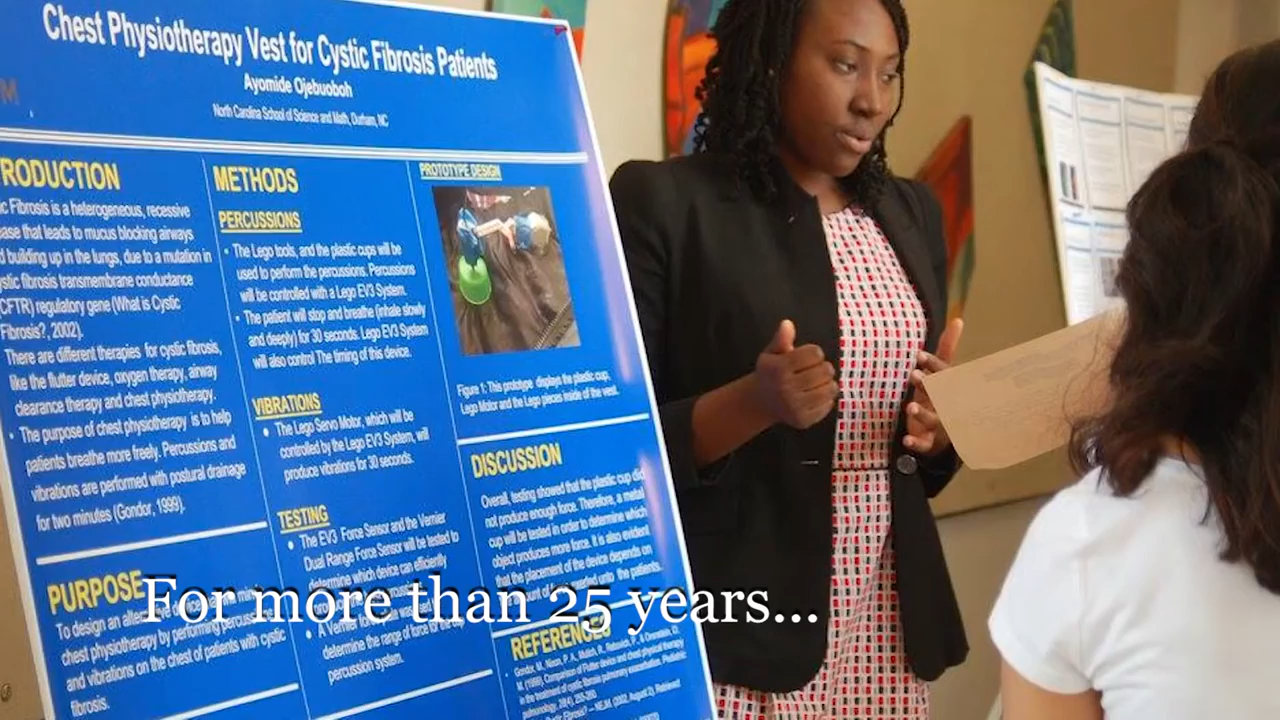 Chest Physiotherapy Vest for Cystic Fibrosis Patients
Ayomide Ojebuoboh
North Carolina School of Science and Math, Durham, NC
M
RODUCTION
c Fibrosis is a heterogeneous, recessive
ease that leads to mucus blocking airways
d building up in the lungs, due to a mutation in
ystic fibrosis transmembrane conductance
CFTR) regulatory gene (What is Cystic
Fibrosis?, 2002).
There are different therapies for cystic fibrosis,
like the flutter device, oxygen therapy, airway
clearance therapy and chest physiotherapy.
• The purpose of chest physiotherapy is to help
patients breathe more freely. Percussions and
vibrations are performed with postural drainage
for two minutes (Gondor, 1999).
PURPOSE
To design an
chest physiotherapy by performing percussions
and vibrations on the chest of patients with cystic
fibrosis.
METHODS
PERCUSSIONS
• The Lego tools, and the plastic cups will be
used to perform the percussions. Percussions
will be controlled with a Lego EV3 System.
• The patient will stop and breathe (inhale slowly
and deeply) for 30 seconds. Lego EV3 System
will also control The timing of this device.
VIBRATIONS
• The Lego Servo Motor, which will be
controlled by the Lego EV3 System, will
produce vibrations for 30 seconds.
TESTING
• The EV3 Force Sensor and the Vernier
Dual Range Force Sensor will be tested to
determine which device can efficiently
• A Vernier
determine the range of force for the
percussion system.
PROTOTYPE DESIGN
Figure 1: This prototype displays the plastic cup,
Lego Motor and the Lego pieces inside of the vest.
DISCUSSION
Overall, testing showed that the plastic cup did
not produce enough force. Therefore, a metal
cup will be tested in order to determine which
object produces more force. It is also evident
that the placement of the device depends on
the patients.
REFERENCES
For more than 25 years...